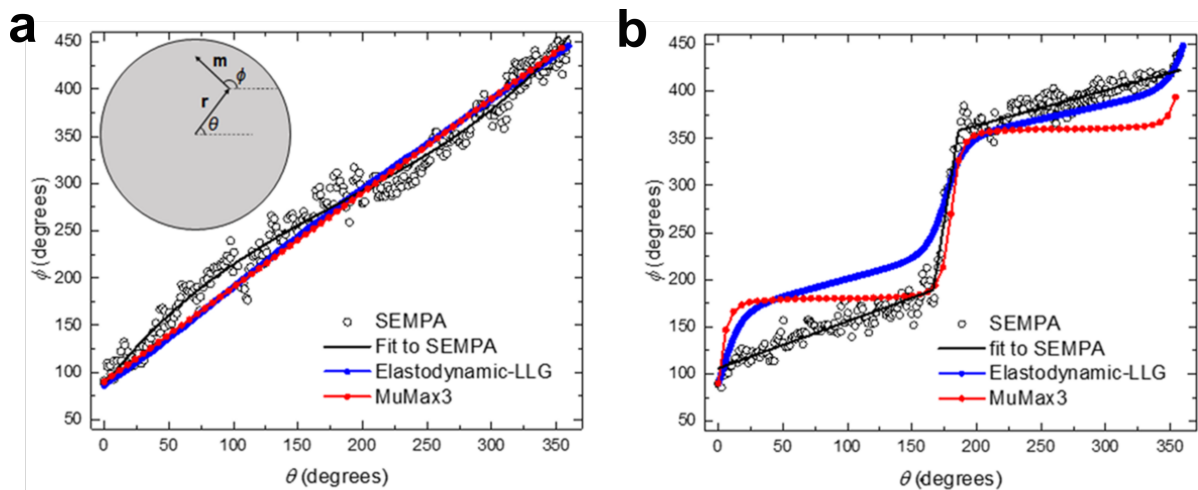 a
450
400
350
300
250
200
150
100
50
ϕ (degrees)
m
ϕ
r
θ
SEMPA
Fit to SEMPA
Elastodynamic-LLG
MuMax3
0
50
100
150
200
250
300
350
θ (degrees)
b
450
400
350
300
250
200
150
100
50
ϕ (degrees)
SEMPA
fit to SEMPA
Elastodynamic-LLG
MuMax3
0
50
100
150
200
250
300
350
θ (degrees)